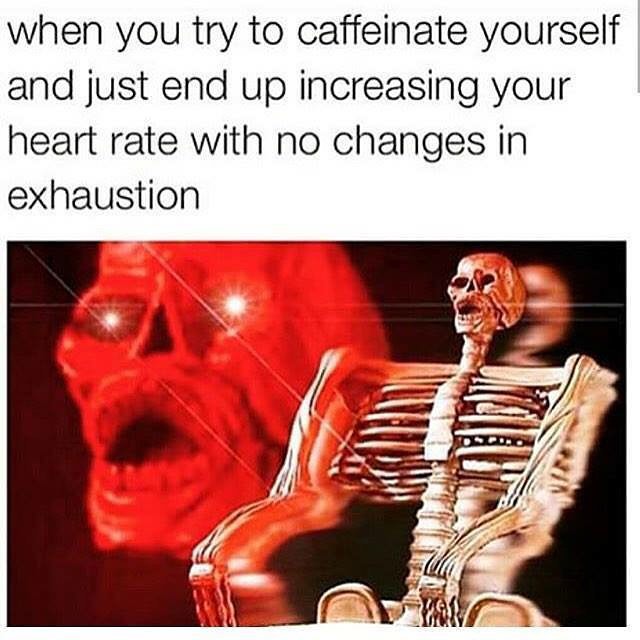 when you try to caffeinate yourself
and just end up increasing your
heart rate with no changes in
exhaustion